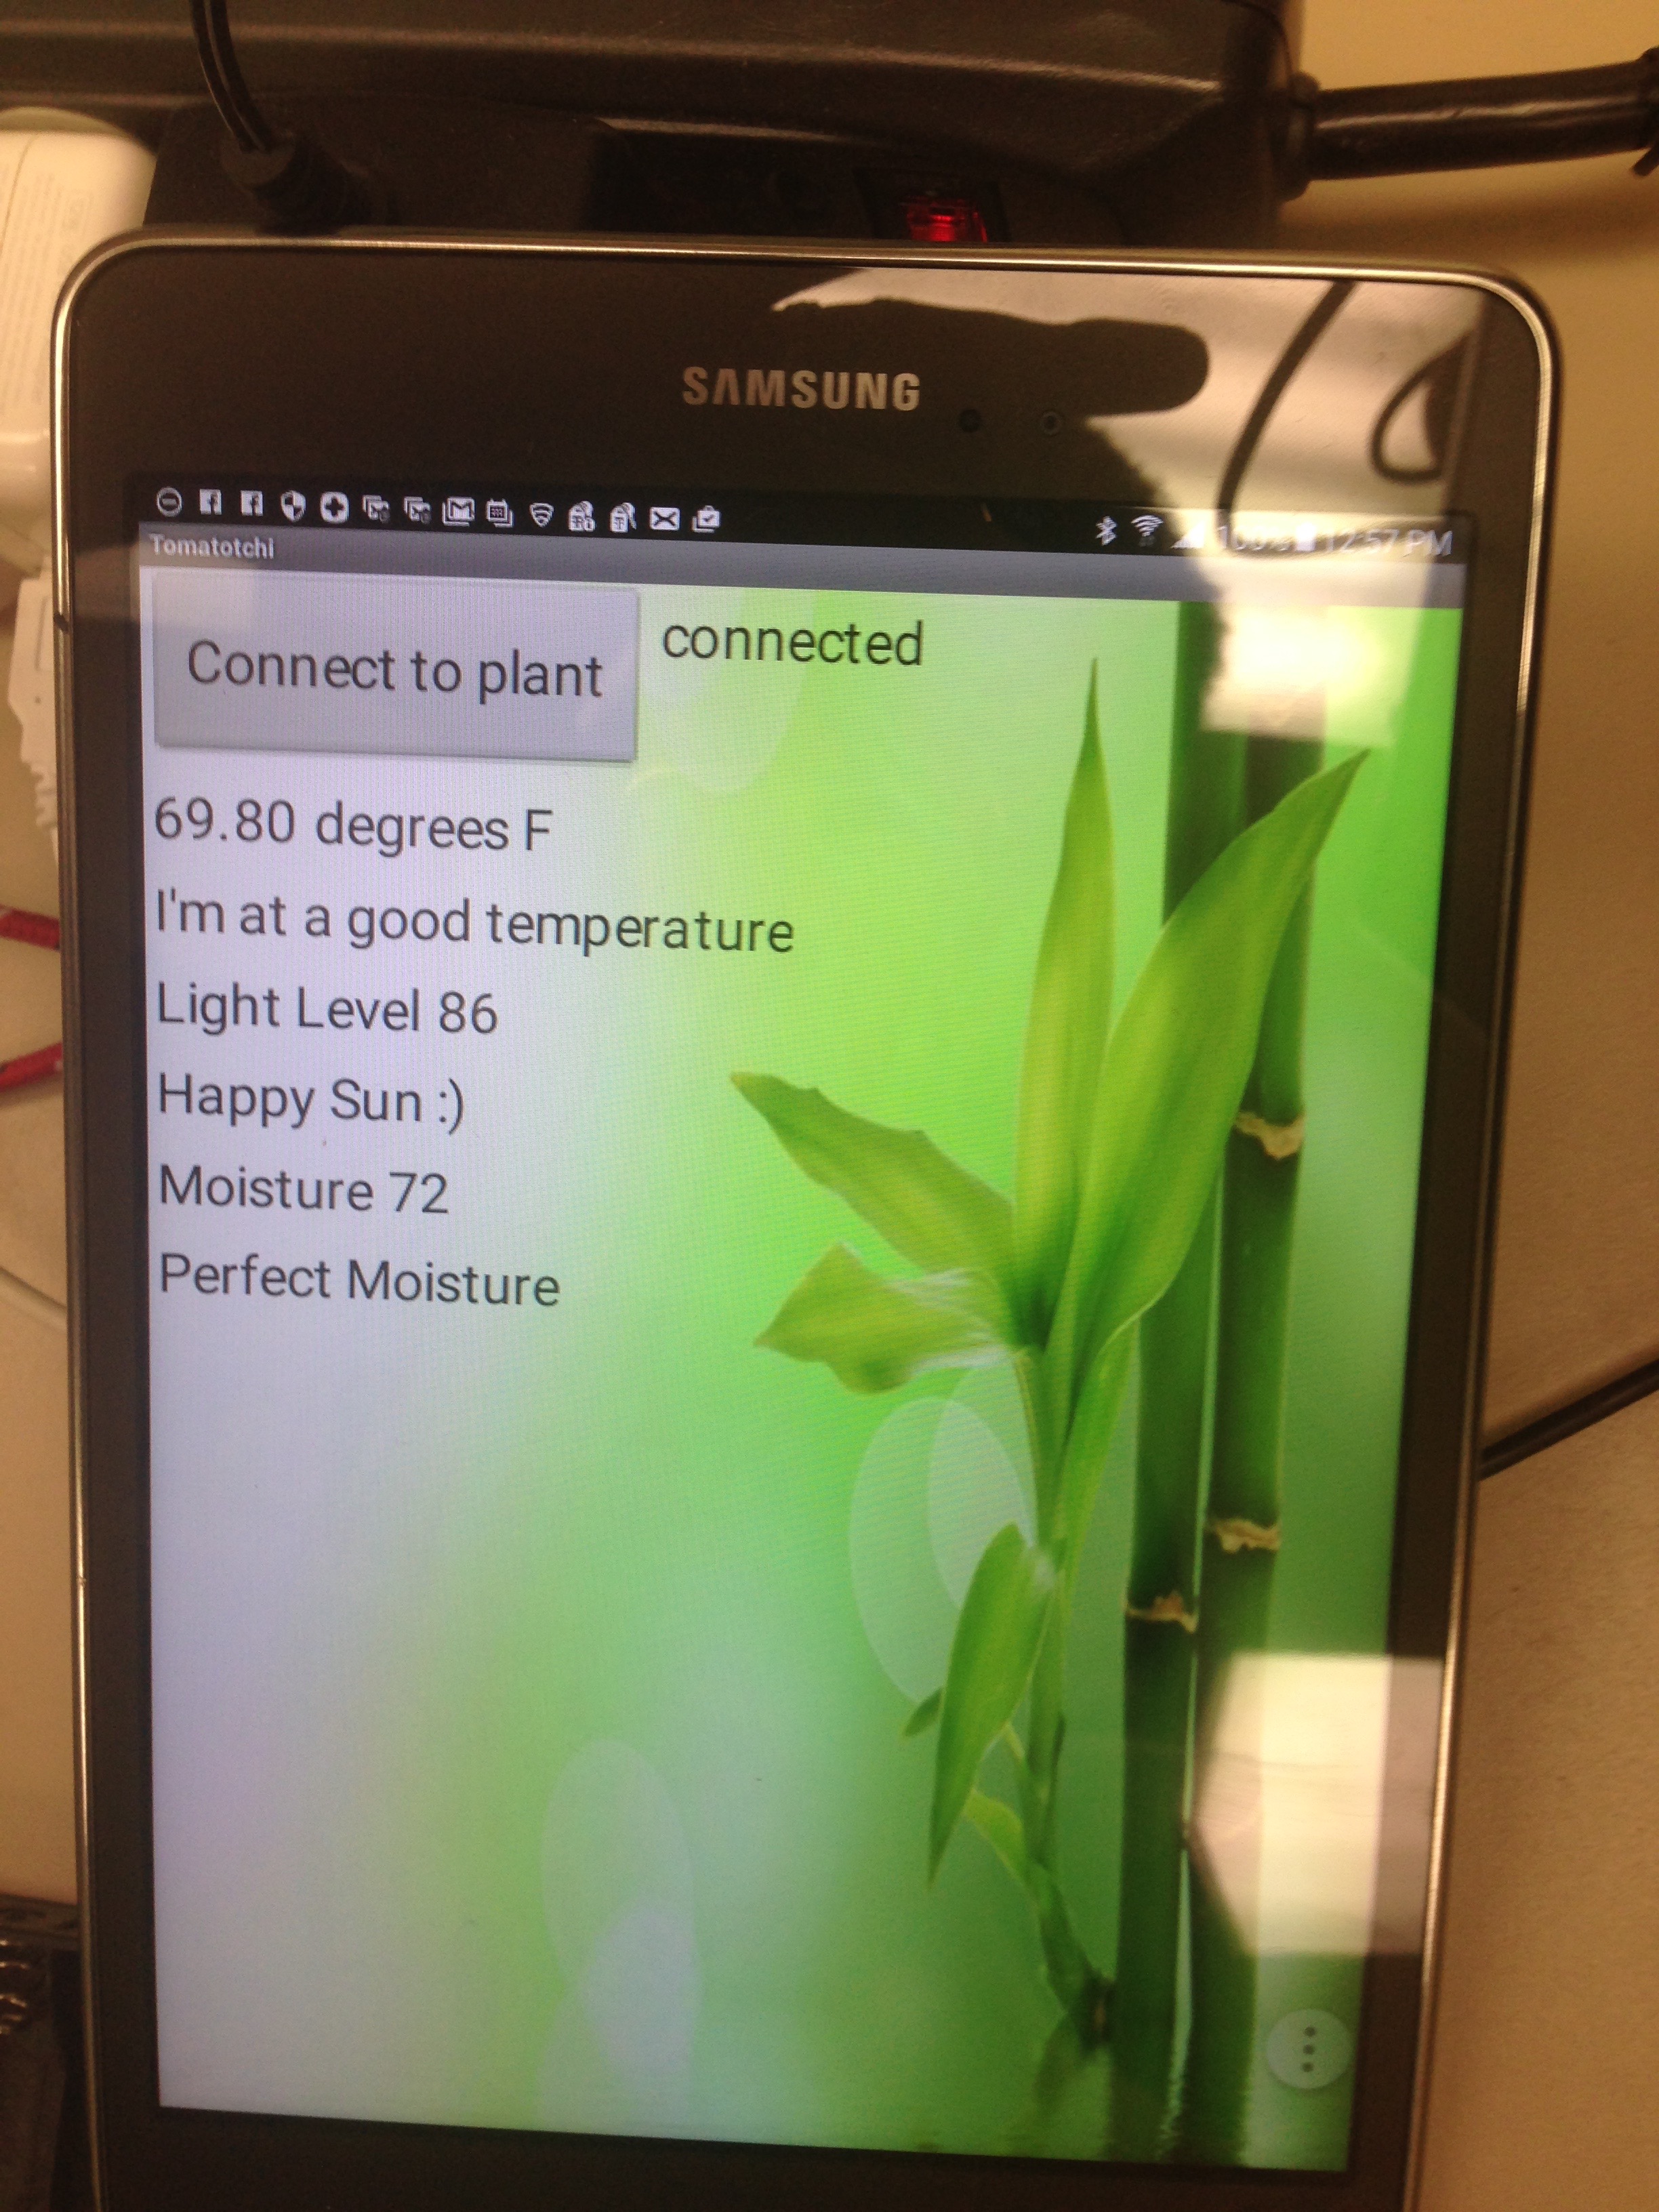 SAMSUNG
100% 12:57 PM
Tomatotchi
Connect to plant
connected
69.80 degrees F
I'm at a good temperature
Light Level 86
Happy Sun :)
Moisture 72
Perfect Moisture